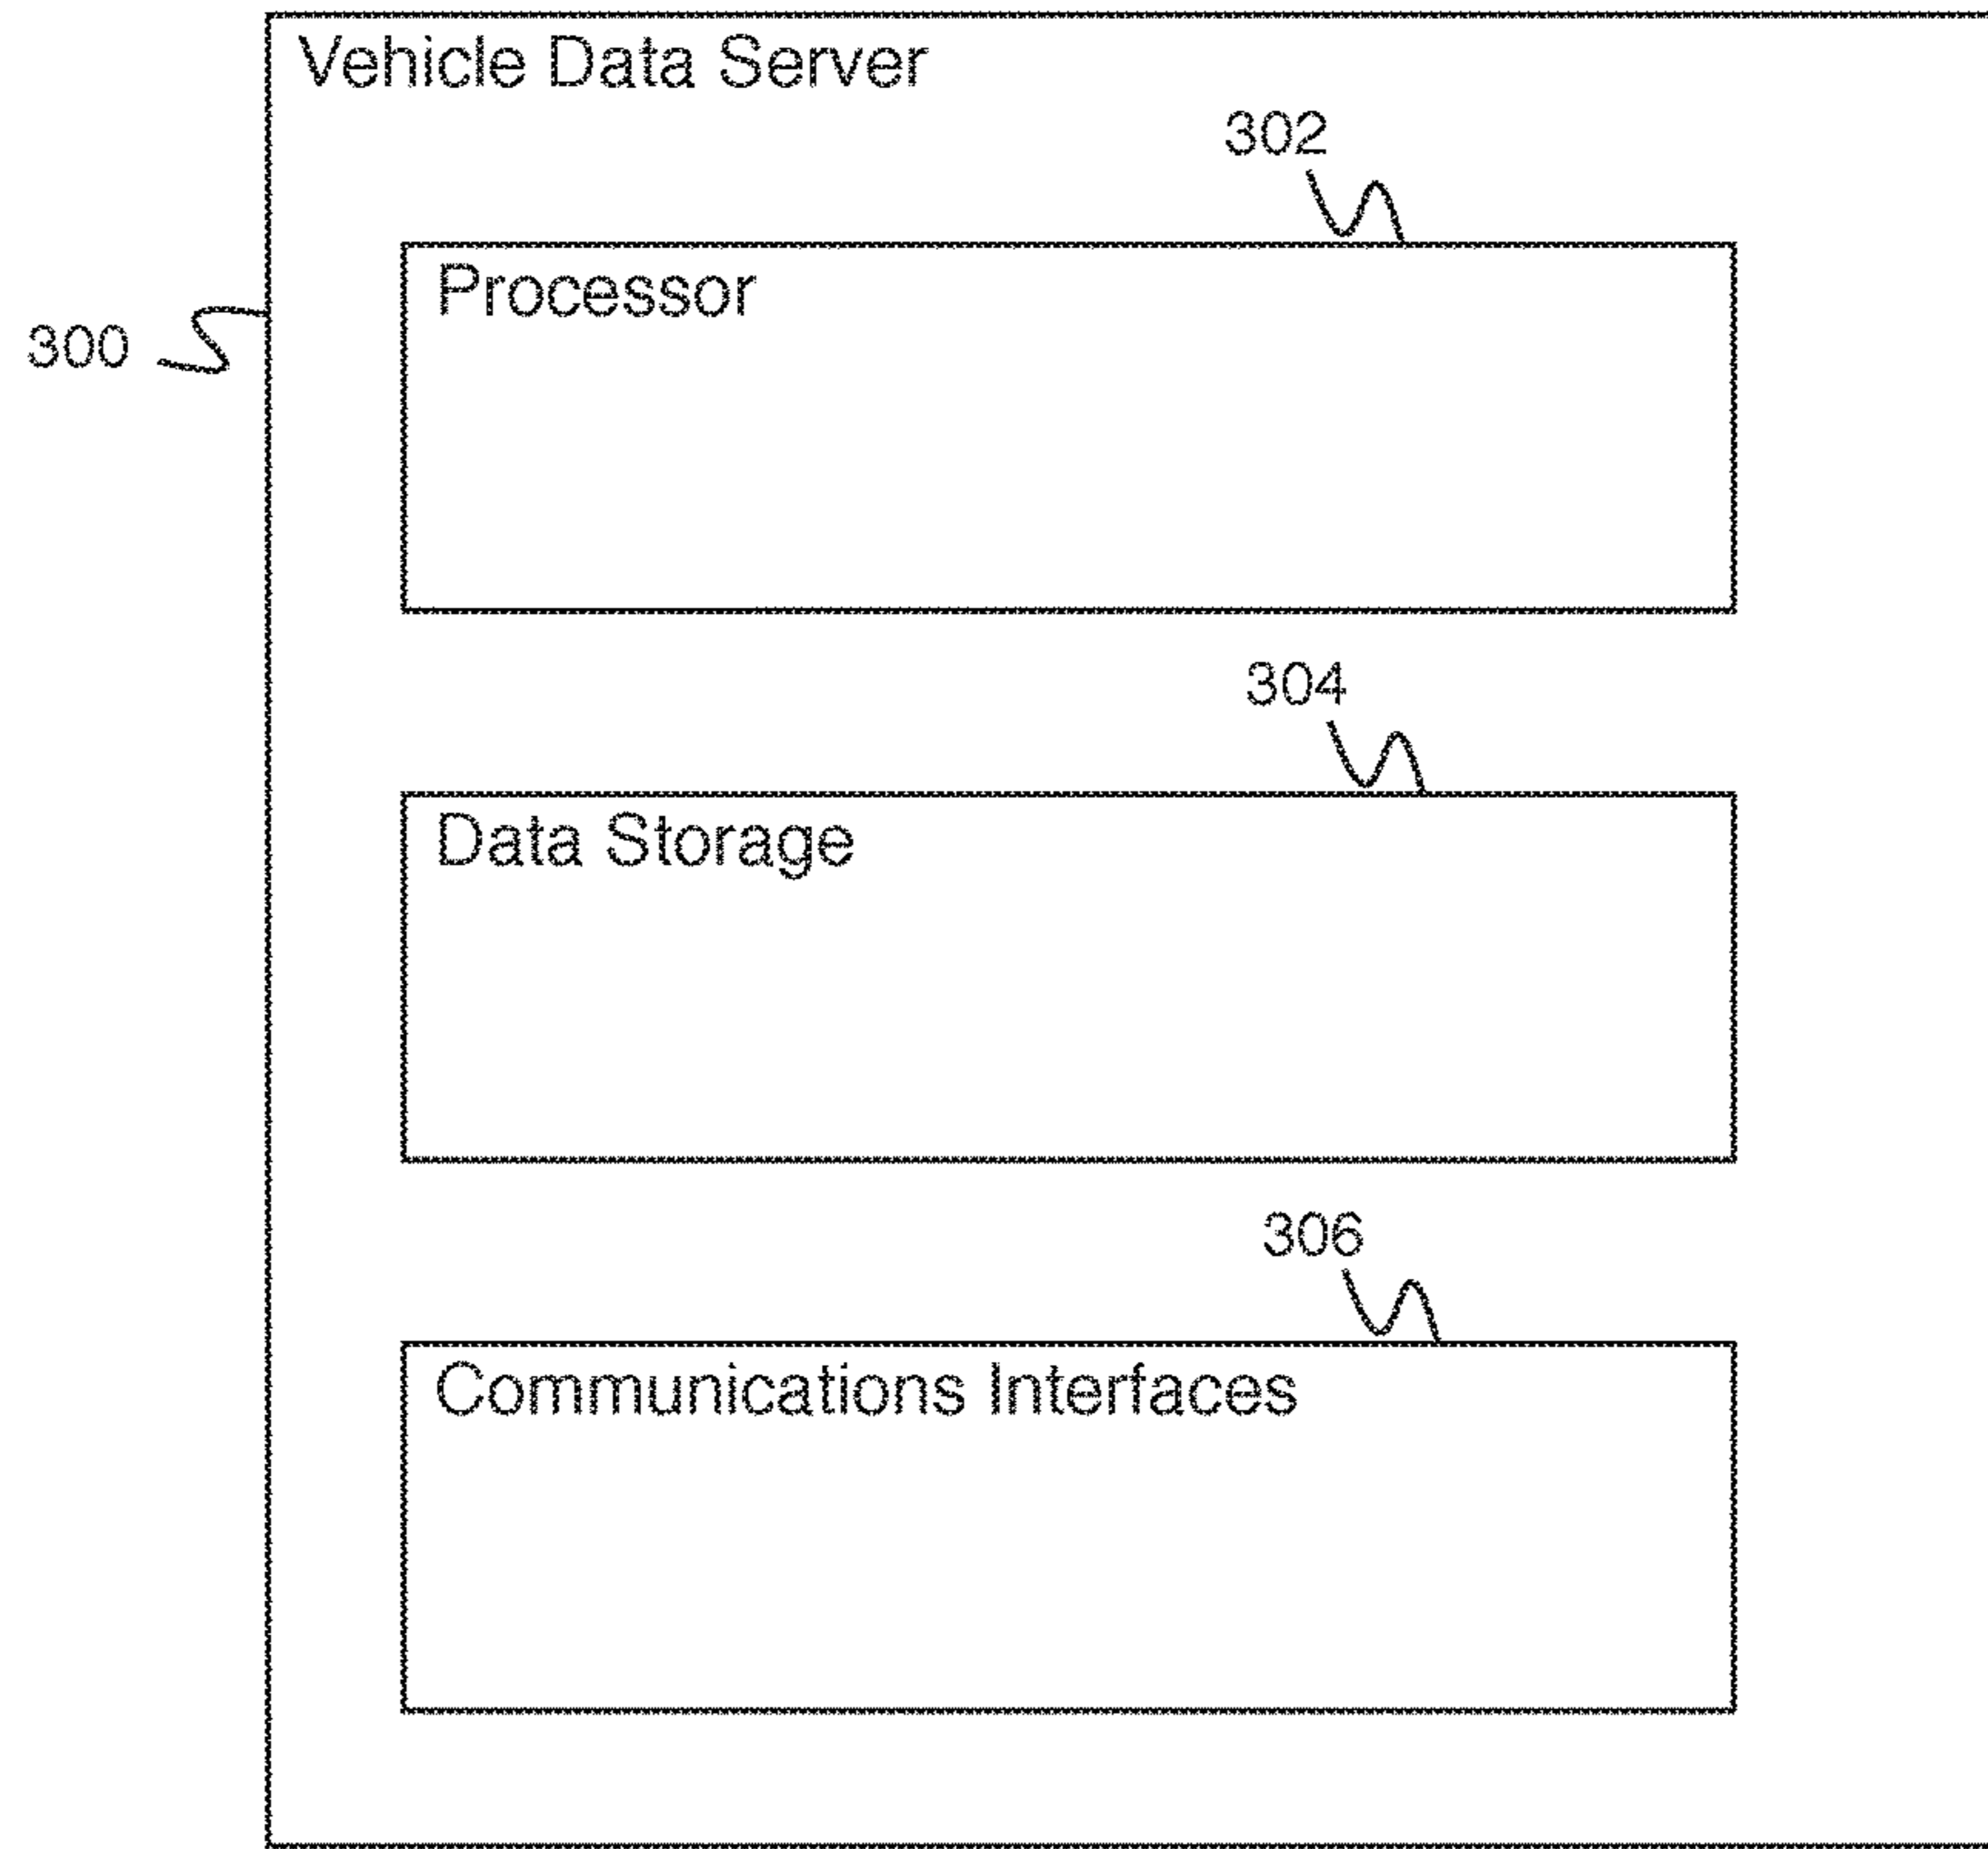 Vehicle Data Server
302
Processor
300
304
Data Storage
306
Communications Interfaces